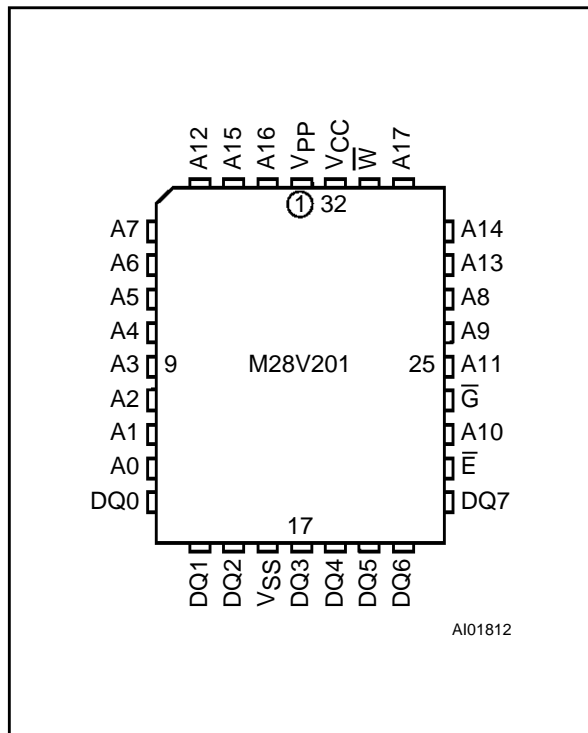 A12 A15 A16 VPP VCC W̅ A17
1 32
A7 A14
A6 A13
A5 A8
A4 A9
A3 9 M28V201 25 A11
A2 G̅
A1 A10
A0 E̅
DQ0 DQ7
17
DQ1 DQ2 VSS DQ3 DQ4 DQ5 DQ6
AI01812